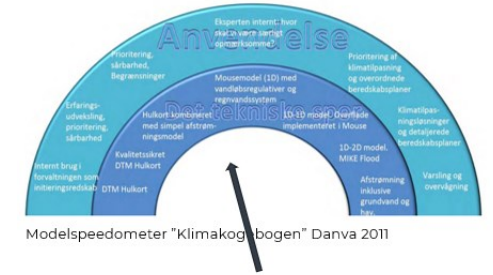 Anvendelse
Eksperten internt: hvor
skal vi være særligt
opmærksomme?
Prioritering,
sårbarhed,
Begrænsninger
Prioritering af
klimatilpasning
og overordnede
beredskabsplaner
Erfarings-
udveksling,
prioritering,
sårbarhed
Klimatilpas-
ningsløsninger
og detaljerede
beredskabsplaner
Internt brug i
forvaltningen som
initieringsredskab
Varsling og
overvågning
Det tekniske spor
Mousemodel (1D) med
vandløbsregulativer og
regnvandssystem
Hulkort kombineret
med simpel afstrøm-
ningsmodel
1D-1D model. Overflade
implementeret i Mouse
Kvalitetssikret
DTM Hulkort
1D-2D model.
MIKE Flood
DTM Hulkort
Afstrømning
inklusive
grundvand og
hav.
Modelspeedometer "Klimakogebogen" Danva 2011